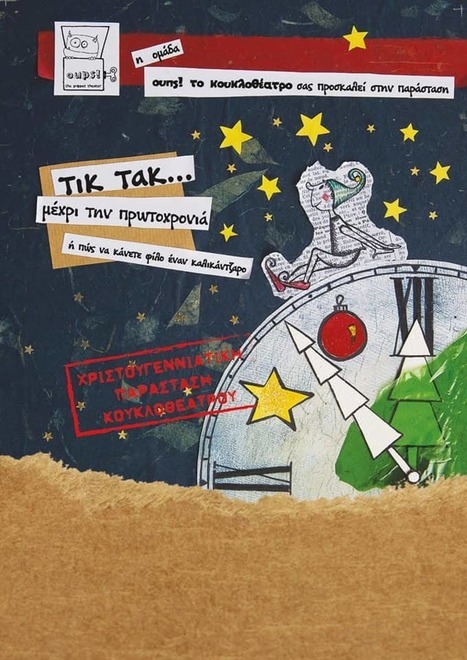 oups!
the puppet theater
η ομάδα
ουπς! το κουκλοθέατρο σας προσκαλεί στην παράσταση
τικ τακ...
μέχρι την πρωτοχρονιά
ή πώς να κάνετε φίλο έναν καλικάντζαρο
XII
ΧΡΙΣΤΟΥΓΕΝΝΙΑΤΙΚΗ
ΠΑΡΑΣΤΑΣΗ
ΚΟΥΚΛΟΘΕΑΤΡΟΥ